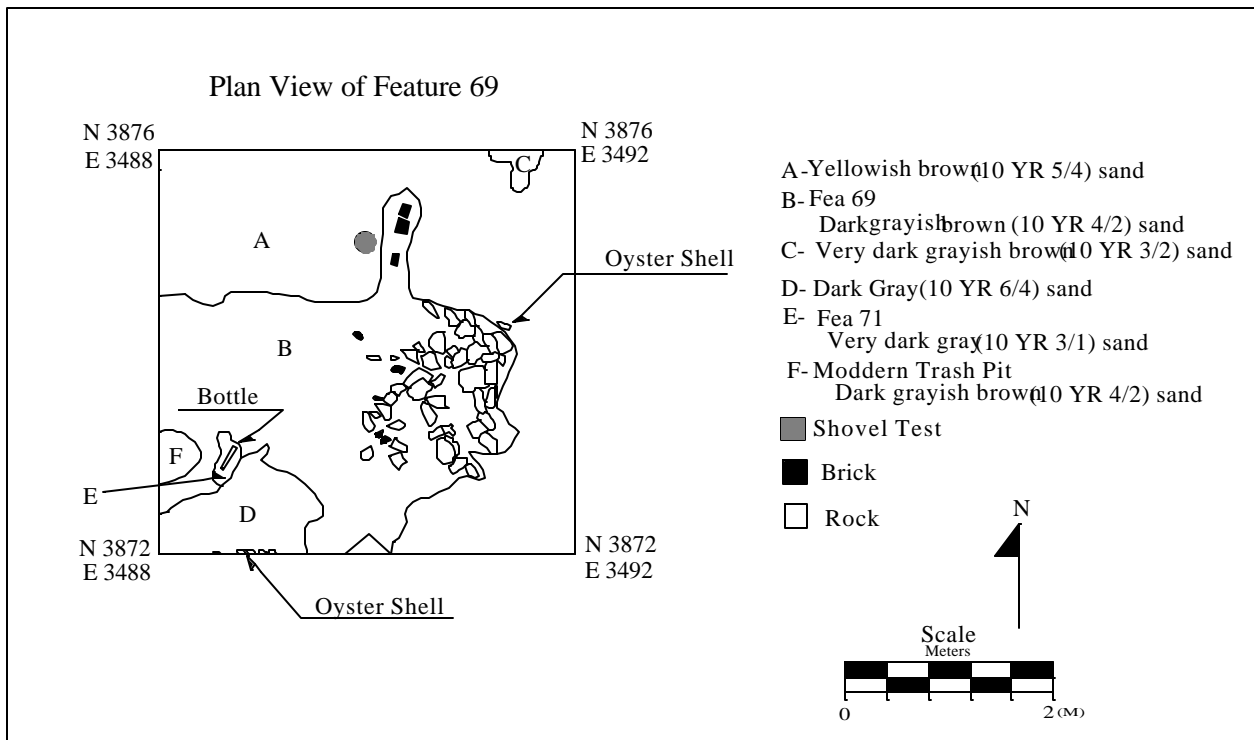 Plan View of Feature 69
N 3876
E 3488
N 3876
E 3492
C
A
Oyster Shell
B
Bottle
F
E
D
N 3872
E 3488
N 3872
E 3492
Oyster Shell
A-Yellowish brown(10 YR 5/4) sand
B- Fea 69
Darkgrayish brown (10 YR 4/2) sand
C- Very dark grayish brown(10 YR 3/2) sand
D- Dark Gray(10 YR 6/4) sand
E- Fea 71
Very dark gray(10 YR 3/1) sand
F- Moddern Trash Pit
Dark grayish brown(10 YR 4/2) sand
Shovel Test
Brick
Rock
N
Scale
Meters
0 2 (M)